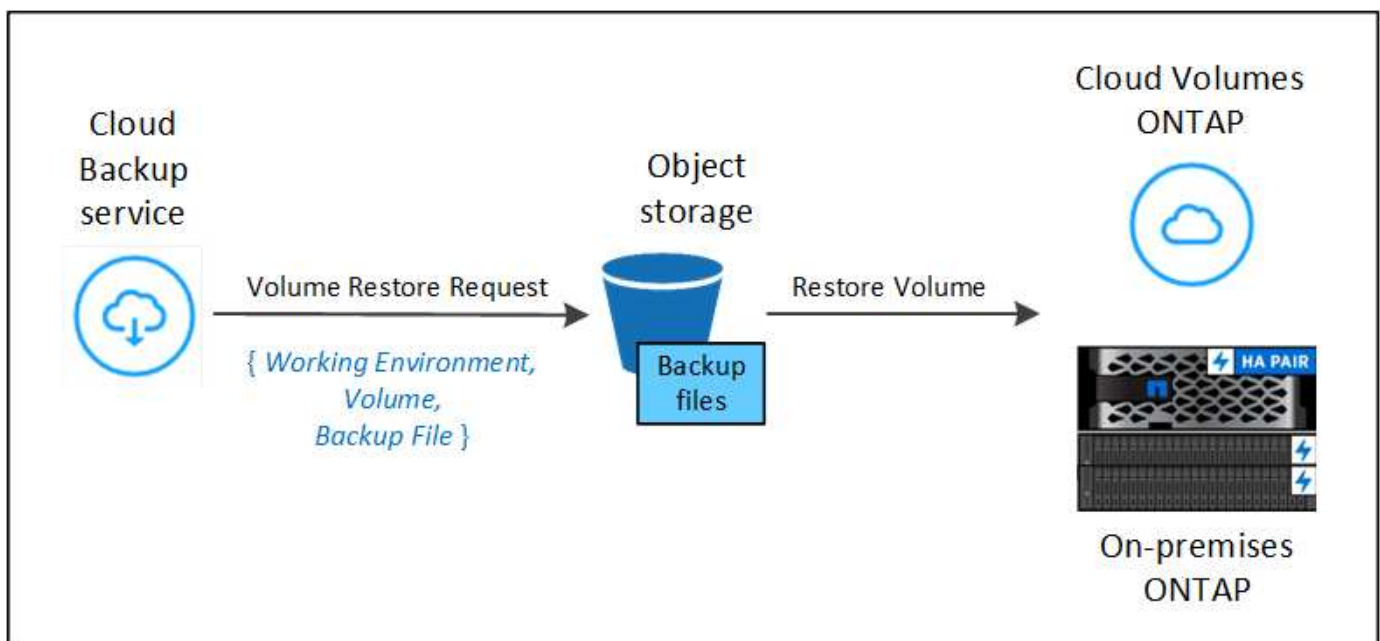 Cloud
Backup
service
Volume Restore Request
{ Working Environment,
Volume,
Backup File }
Object
storage
Backup
files
Restore Volume
Cloud Volumes
ONTAP
HA PAIR
On-premises
ONTAP